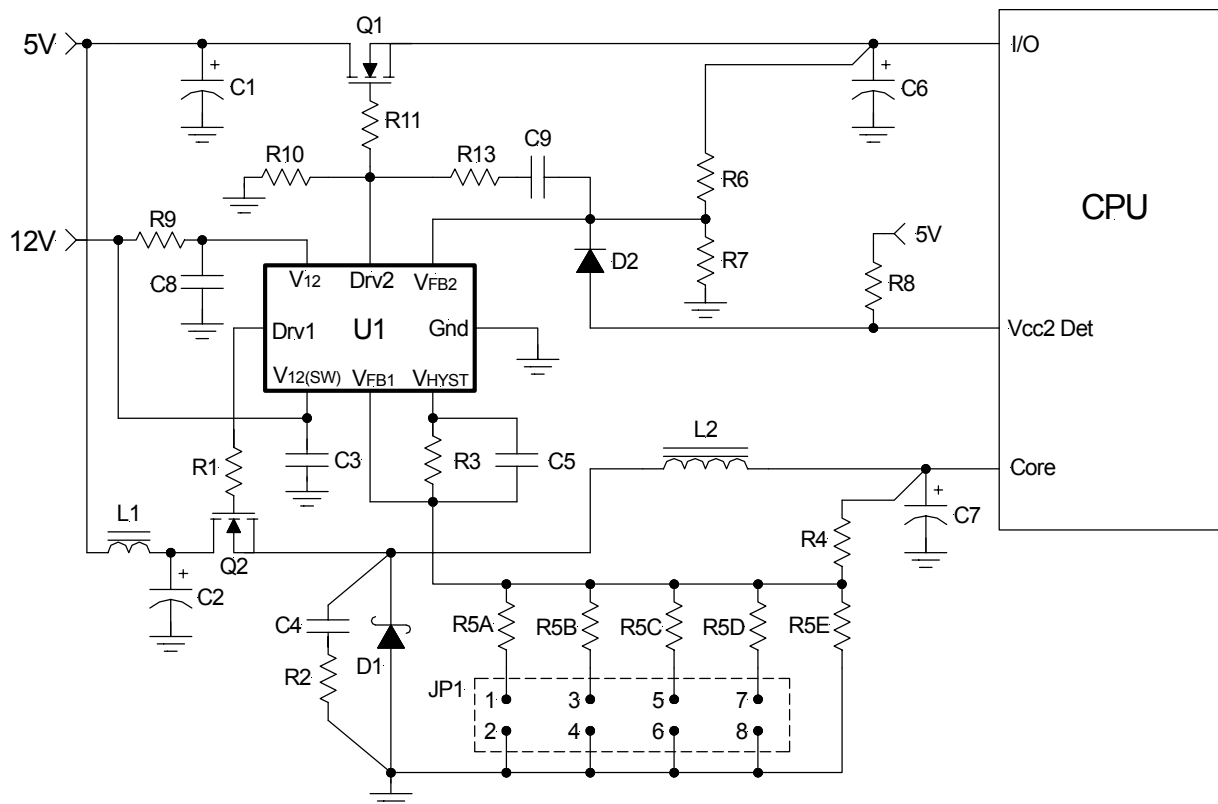 Q1
5V
I/O
+
C1
+
C6
R11
C9
R10
R13
R6
CPU
R9
12V
5V
D2
R7
C8
V12
Drv2
VFB2
R8
U1
Drv1
Gnd
Vcc2 Det
V12(SW)
VFB1
VHYST
L2
R1
C3
R3
C5
Core
+
C7
L1
R4
Q2
+
C2
C4
R5A
R5B
R5C
R5D
R5E
D1
R2
JP1
1
3
5
7
2
4
6
8